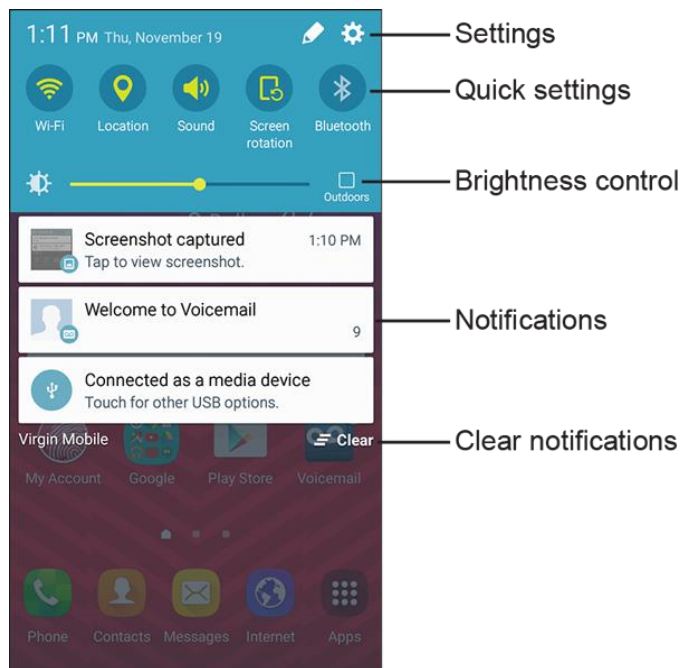 1:11 PM Thu, November 19
Settings
Wi-Fi
Location
Sound
Screen
rotation
Bluetooth
Quick settings
Outdoors
Brightness control
Screenshot captured 1:10 PM
Tap to view screenshot.
Welcome to Voicemail
9
Notifications
Connected as a media device
Touch for other USB options.
Virgin Mobile
Clear
Clear notifications
My Account
Google
Play Store
Voicemail
Phone
Contacts
Messages
Internet
Apps